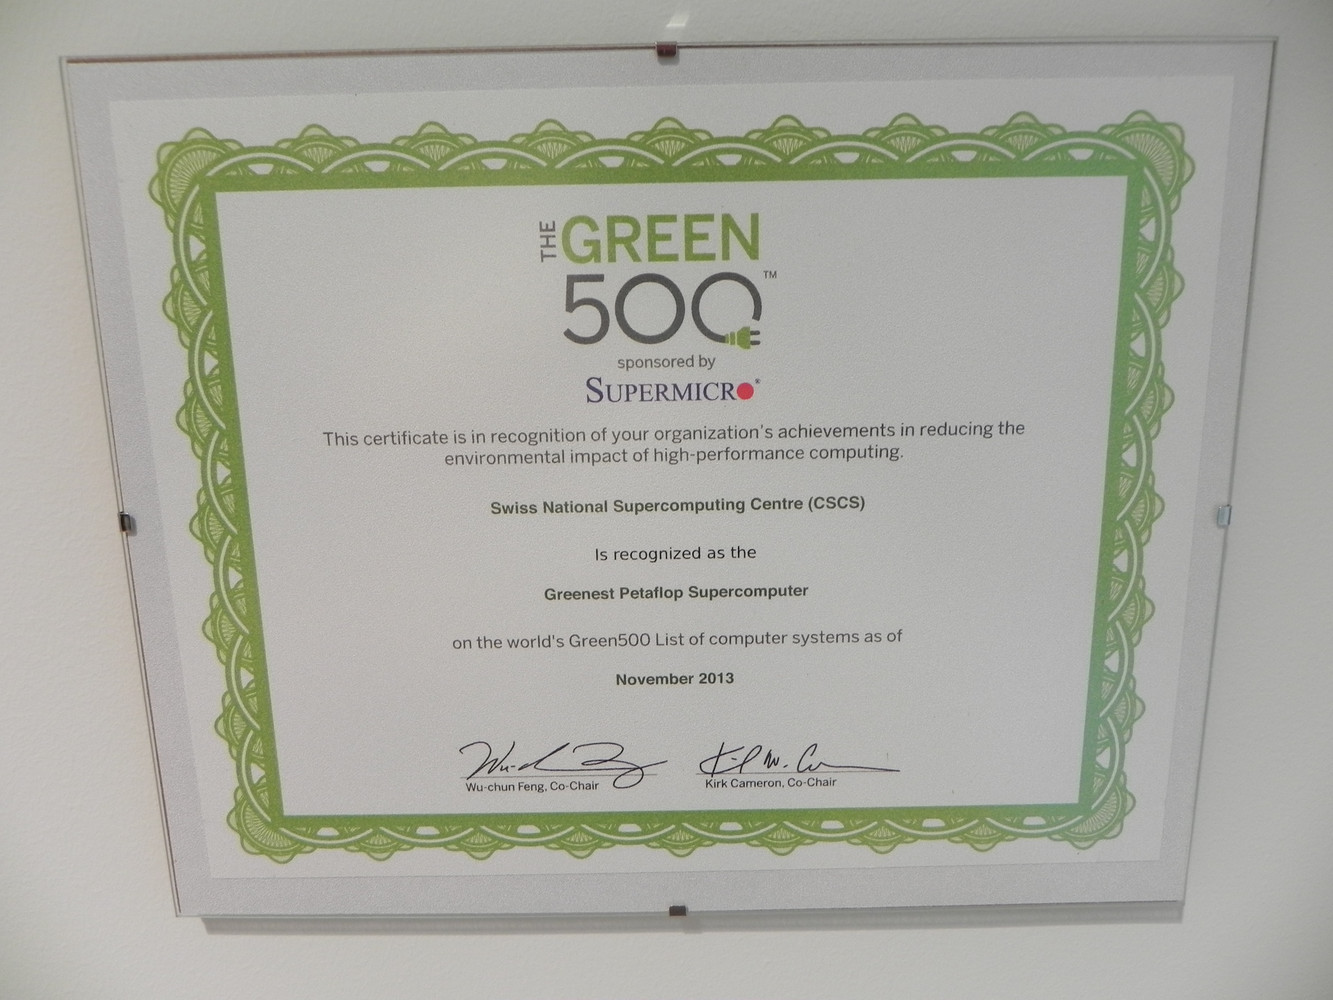 THE GREEN
500™
sponsored by
SUPERMICRO®
This certificate is in recognition of your organization's achievements in reducing the
environmental impact of high-performance computing.
Swiss National Supercomputing Centre (CSCS)
Is recognized as the
Greenest Petaflop Supercomputer
on the world's Green500 List of computer systems as of
November 2013
Wu-chun Feng, Co-Chair
Kirk Cameron, Co-Chair